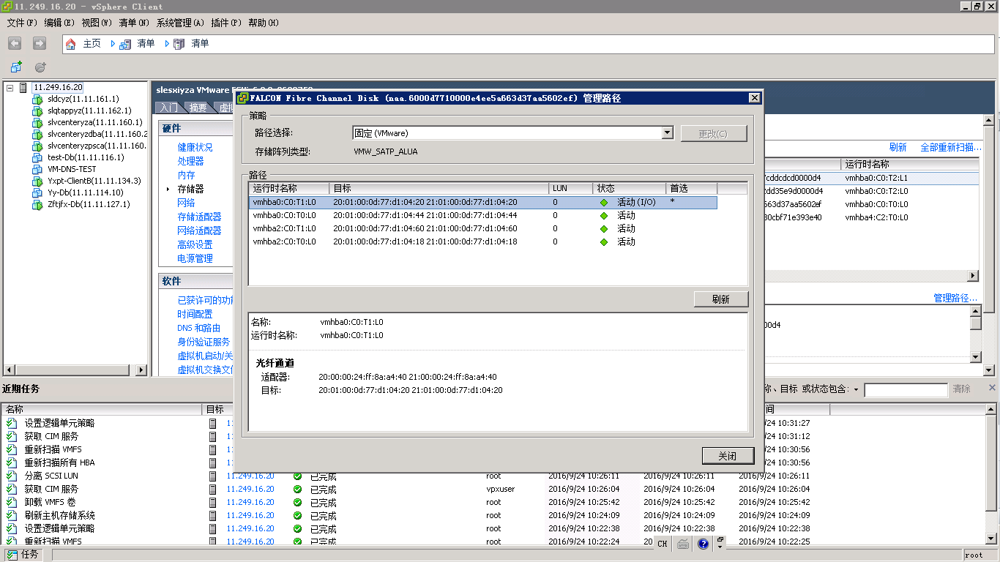 11.249.16.20 - vSphere Client
文件(F) 编辑(E) 视图(W) 清单(N) 系统管理(A) 插件(P) 帮助(H)
主页 清单 清单
11.249.16.20
sldcyz(11.11.161.1)
slqtappyz(11.11.162.1)
slvcenteryza(11.11.160.1)
slvcenteryzdba(11.11.160.2
slvcenteryzpsca(11.11.160.
test-Db(11.11.116.1)
VM-DNS-TEST
Yxpt-ClientB(11.11.134.3)
Yy-Db(11.11.114.10)
Zftjfx-Db(11.11.127.1)
slesxiyza VMware
入门 摘要
硬件
健康状况
处理器
内存
存储器
网络
存储适配器
网络适配器
高级设置
电源管理
软件
已获许可的功能
时间配置
DNS 和路由
身份验证服务
虚拟机启动/关
虚拟机交换文件
FALCON Fibre Channel Disk (naa.6000d7710000e4ee5a663d37aa5602ef) 管理路径
策略
路径选择: 固定 (VMware) 更改(C)
存储阵列类型: VMW_SATP_ALUA
路径
运行时名称 目标 LUN 状态 首选
vmhba0:C0:T1:L0 20:01:00:0d:77:d1:04:20 21:01:00:0d:77:d1:04:20 0 活动 (I/O) *
vmhba0:C0:T0:L0 20:01:00:0d:77:d1:04:44 21:01:00:0d:77:d1:04:44 0 活动
vmhba2:C0:T1:L0 20:01:00:0d:77:d1:04:60 21:01:00:0d:77:d1:04:60 0 活动
vmhba2:C0:T0:L0 20:01:00:0d:77:d1:04:18 21:01:00:0d:77:d1:04:18 0 活动
刷新
名称: vmhba0:C0:T1:L0
运行时名称: vmhba0:C0:T1:L0
光纤通道
适配器: 20:00:00:24:ff:8a:a4:40 21:00:00:24:ff:8a:a4:40
目标: 20:01:00:0d:77:d1:04:20 21:01:00:0d:77:d1:04:20
关闭
刷新 全部重新扫描...
运行时名称
cddcdcd0000d4 vmhba0:C0:T2:L1
dd35e9d0000d4 vmhba0:C0:T2:L0
663d37aa5602ef vmhba0:C0:T1:L0
80cbf71e393e40 vmhba4:C2:T0:L0
管理路径...
00d4
近期任务 称、目标 或状态包含: 清除
名称 目标 间
设置逻辑单元策略 11. 9/24 10:31:27
获取 CIM 服务 11. 9/24 10:31:12
重新扫描 VMFS 11. 9/24 10:30:56
重新扫描所有 HBA 11. 9/24 10:30:56
分离 SCSI LUN 11.249.16.20 已完成 root 2016/9/24 10:26:11 2016/9/24 10:26:11 2016/9/24 10:26:11
获取 CIM 服务 11.249.16.20 已完成 vpxuser 2016/9/24 10:26:04 2016/9/24 10:26:04 2016/9/24 10:26:04
卸载 VMFS 卷 11.249.16.20 已完成 root 2016/9/24 10:25:42 2016/9/24 10:25:42 2016/9/24 10:25:42
刷新主机存储系统 11.249.16.20 已完成 root 2016/9/24 10:24:09 2016/9/24 10:24:09 2016/9/24 10:24:09
设置逻辑单元策略 11.249.16.20 已完成 root 2016/9/24 10:22:38 2016/9/24 10:22:38 2016/9/24 10:22:38
重新扫描 VMFS 11.249.16.20 已完成 root 2016/9/24 10:22:24 20 2016/9/24 10:22:25
CH
任务 root